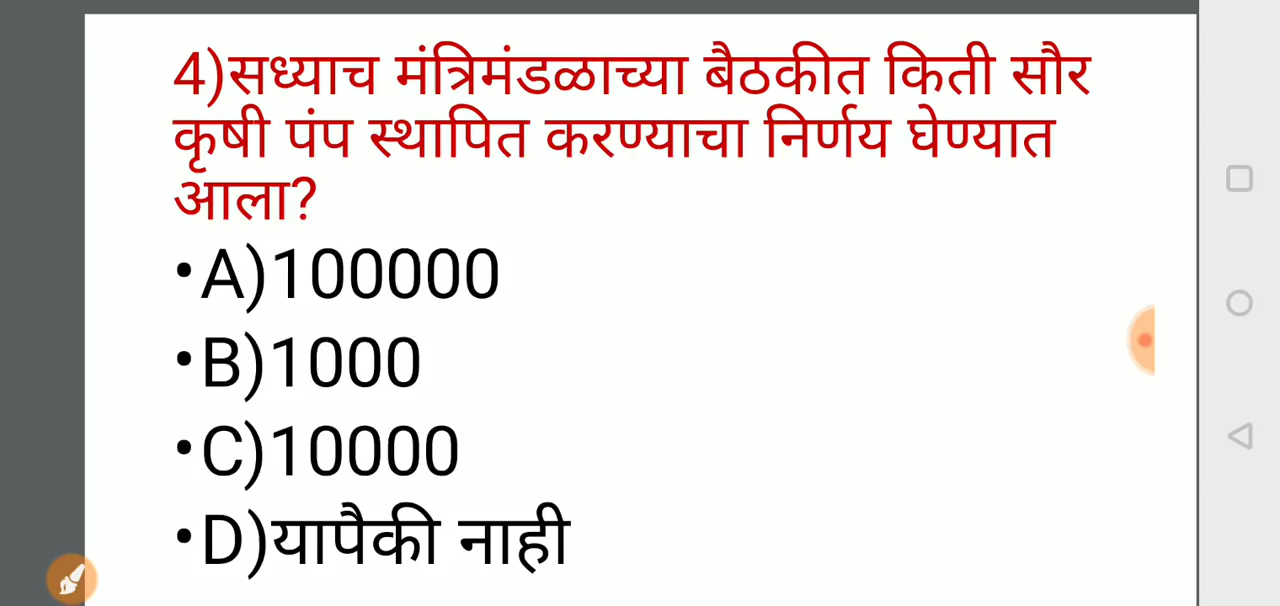 4)सध्याच मंत्रिमंडळाच्या बैठकीत किती सौर
कृषी पंप स्थापित करण्याचा निर्णय घेण्यात
आला?
•A)100000
•B)1000
•C)10000
•D)यापैकी नाही